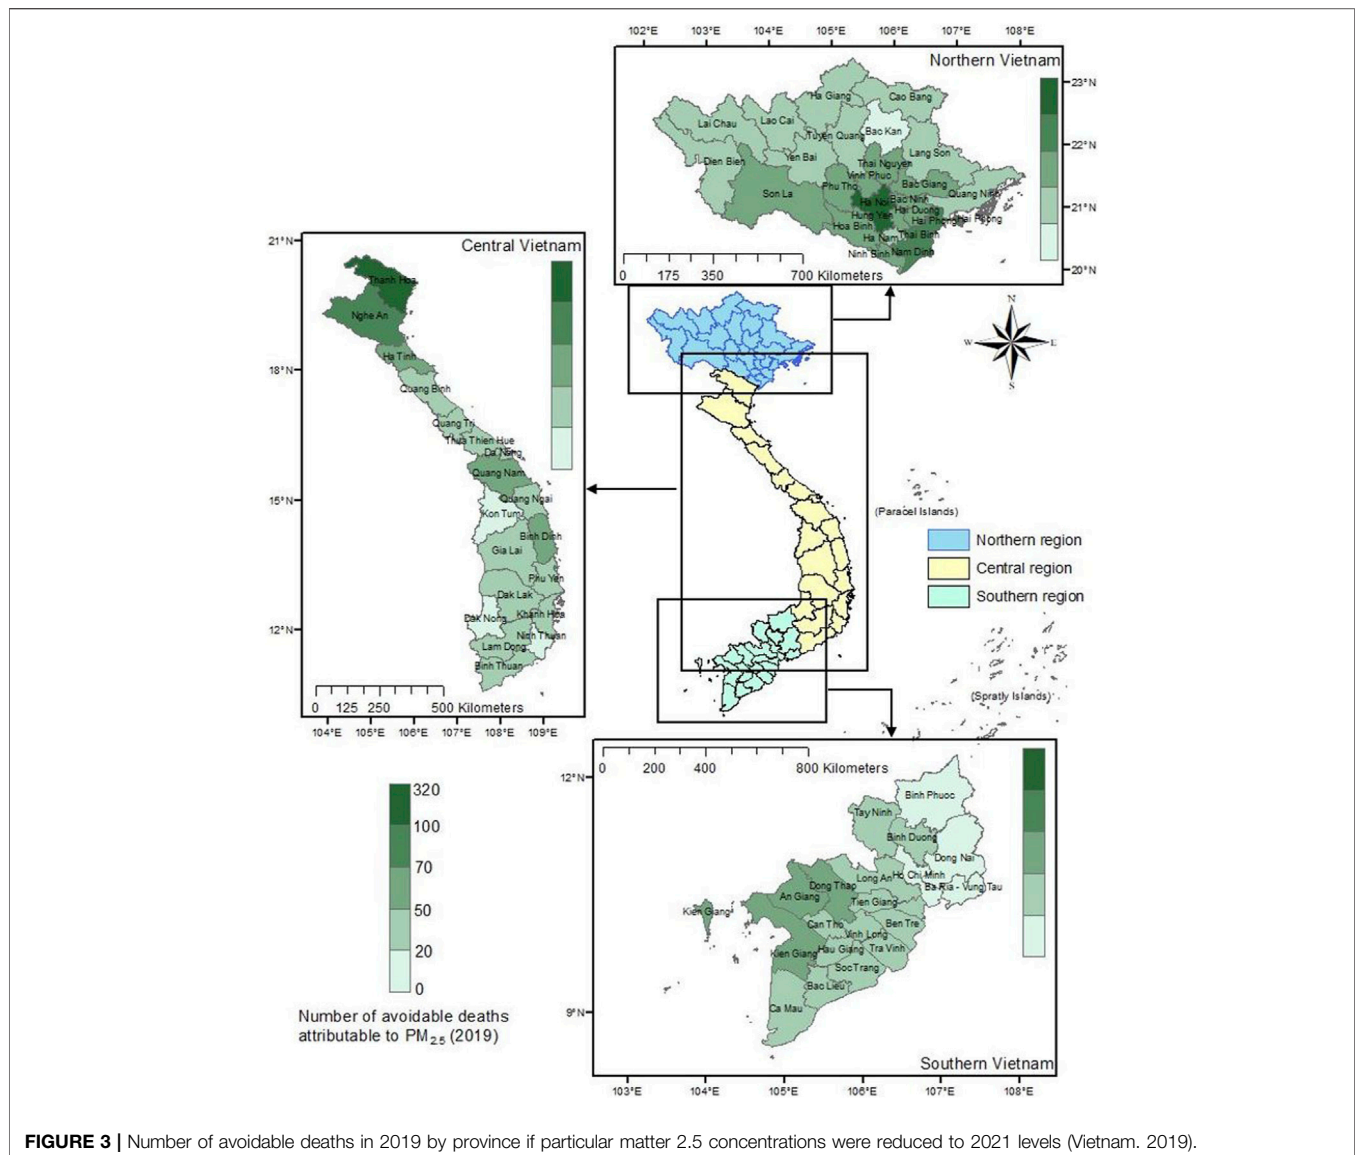 102°E 103°E 104°E 105°E 106°E 107°E 108°E
Northern Vietnam
23°N
22°N
21°N
20°N
Ha Giang
Cao Bang
Lai Chau
Lao Cai
Tuyen Quang
Bac Kan
Dien Bien
Yen Bai
Lang Son
Thai Nguyen
Vinh Phuc
Phu Tho
Bac Giang
Quang Ninh
Son La
Ha Noi
Bac Ninh
Hai Duong
Hung Yen
Hai Phong
Hai Phong
Hoa Binh
Ha Nam
Thai Binh
Ninh Binh
Nam Dinh
0 175 350 700 Kilometers
Central Vietnam
21°N
18°N
15°N
12°N
Thanh Hoa
Nghe An
Ha Tinh
Quang Binh
Quang Tri
Thua Thien Hue
Da Nang
Quang Nam
Quang Ngai
Kon Tum
Binh Dinh
Gia Lai
Phu Yen
Dak Lak
Khanh Hoa
Dak Nong
Ninh Thuan
Lam Dong
Binh Thuan
0 125 250 500 Kilometers
104°E 105°E 106°E 107°E 108°E 109°E
N
W E
S
(Paracel Islands)
Northern region
Central region
Southern region
(Spratly Islands)
0 200 400 800 Kilometers
12°N
9°N
Binh Phuoc
Tay Ninh
Binh Duong
Dong Nai
Long An
Ho Chi Minh
Ba Ria - Vung Tau
Dong Thap
An Giang
Tien Giang
Kien Giang
Can Tho
Ben Tre
Vinh Long
Kien Giang
Hau Giang
Tra Vinh
Soc Trang
Bac Lieu
Ca Mau
Southern Vietnam
103°E 104°E 105°E 106°E 107°E 108°E
320
100
70
50
20
0
Number of avoidable deaths
attributable to PM2.5 (2019)
FIGURE 3 | Number of avoidable deaths in 2019 by province if particular matter 2.5 concentrations were reduced to 2021 levels (Vietnam. 2019).